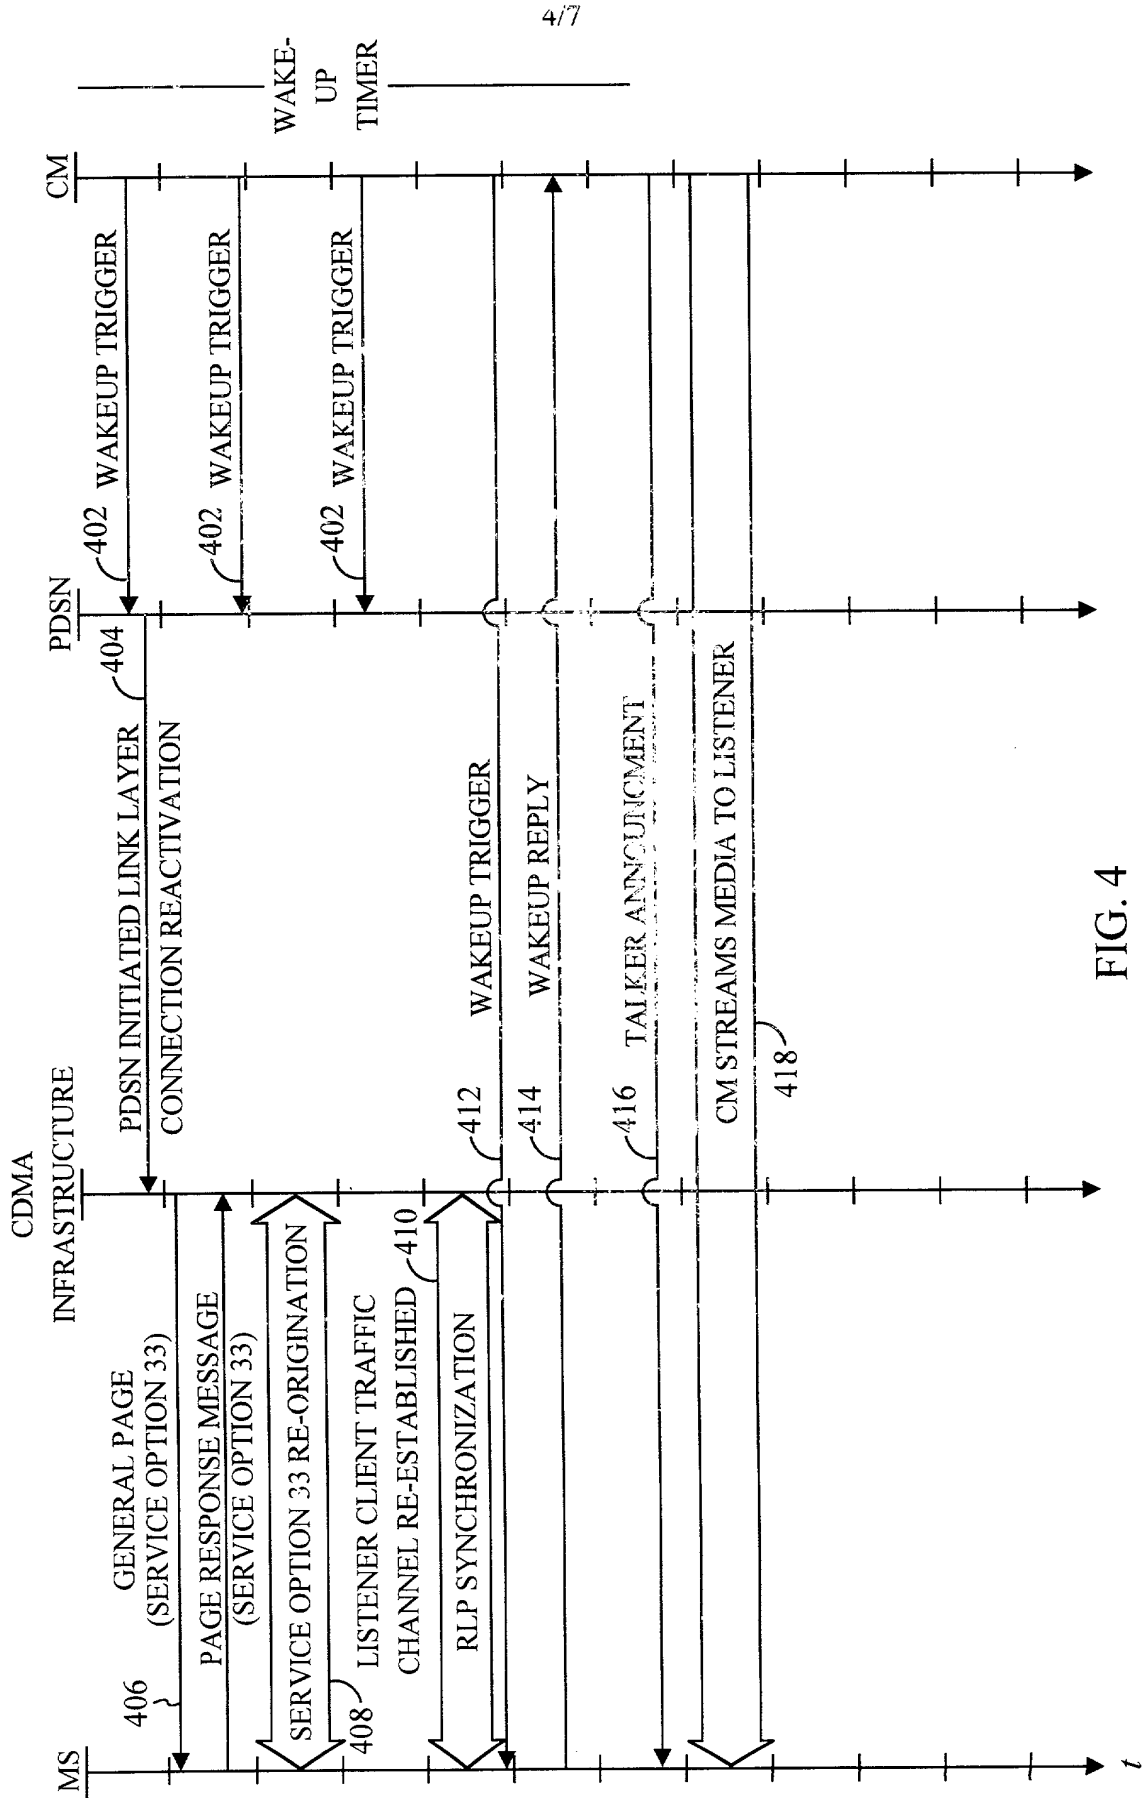 4/7
MS
CDMA
INFRASTRUCTURE
PDSN
CM
402
WAKEUP TRIGGER
404
PDSN INITIATED LINK LAYER
CONNECTION REACTIVATION
406
GENERAL PAGE
(SERVICE OPTION 33)
PAGE RESPONSE MESSAGE
(SERVICE OPTION 33)
402
WAKEUP TRIGGER
SERVICE OPTION 33 RE-ORIGINATION
408
402
WAKEUP TRIGGER
LISTENER CLIENT TRAFFIC
CHANNEL RE-ESTABLISHED
410
RLP SYNCHRONIZATION
412
WAKEUP TRIGGER
414
WAKEUP REPLY
416
TALKER ANNOUNCMENT
CM STREAMS MEDIA TO LISTENER
418
WAKE-
UP
TIMER
t
FIG. 4